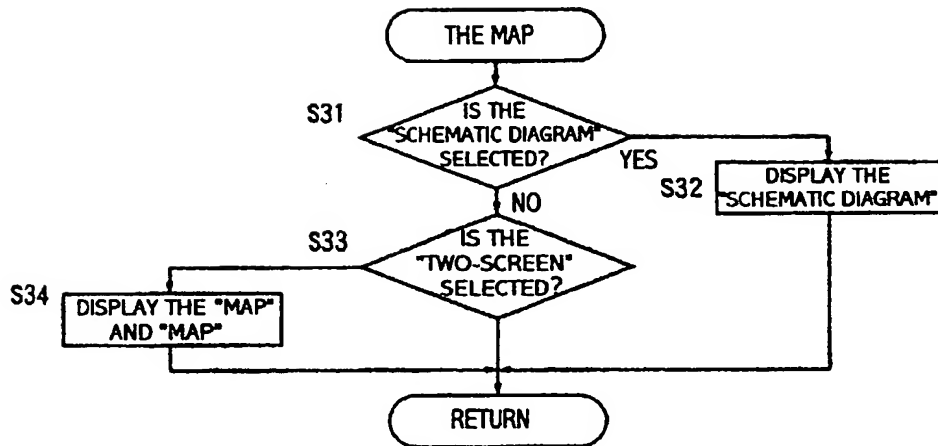 THE MAP
S31
IS THE
"SCHEMATIC DIAGRAM"
SELECTED?
YES
S32
DISPLAY THE
"SCHEMATIC DIAGRAM"
NO
S33
IS THE
"TWO-SCREEN"
SELECTED?
S34
DISPLAY THE "MAP"
AND "MAP"
RETURN